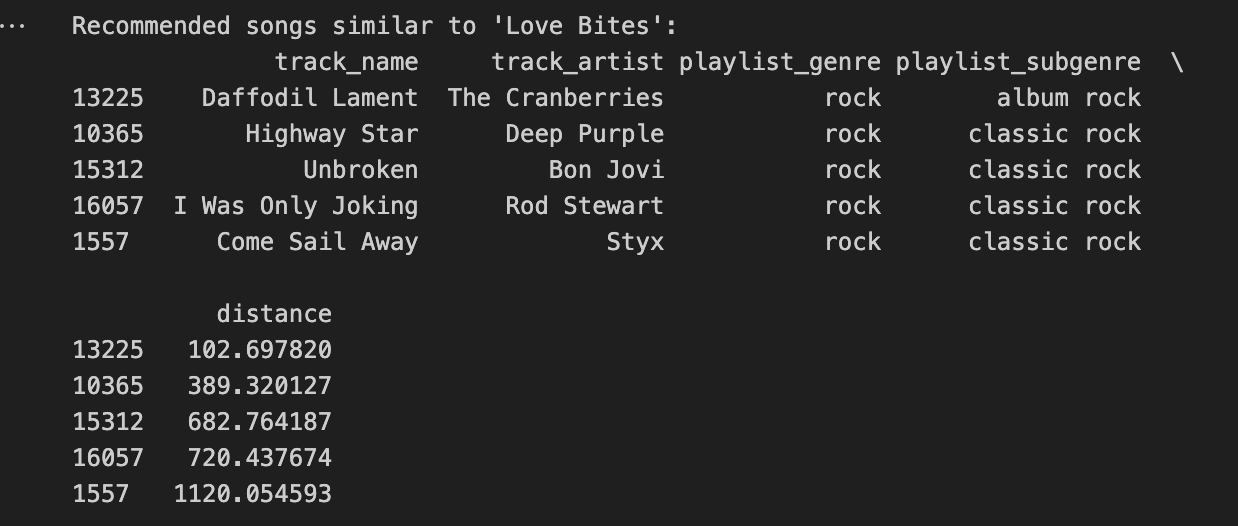 ...
Recommended songs similar to 'Love Bites':
track_name track_artist playlist_genre playlist_subgenre \
13225 Daffodil Lament The Cranberries rock album rock
10365 Highway Star Deep Purple rock classic rock
15312 Unbroken Bon Jovi rock classic rock
16057 I Was Only Joking Rod Stewart rock classic rock
1557 Come Sail Away Styx rock classic rock
distance
13225 102.697820
10365 389.320127
15312 682.764187
16057 720.437674
1557 1120.054593